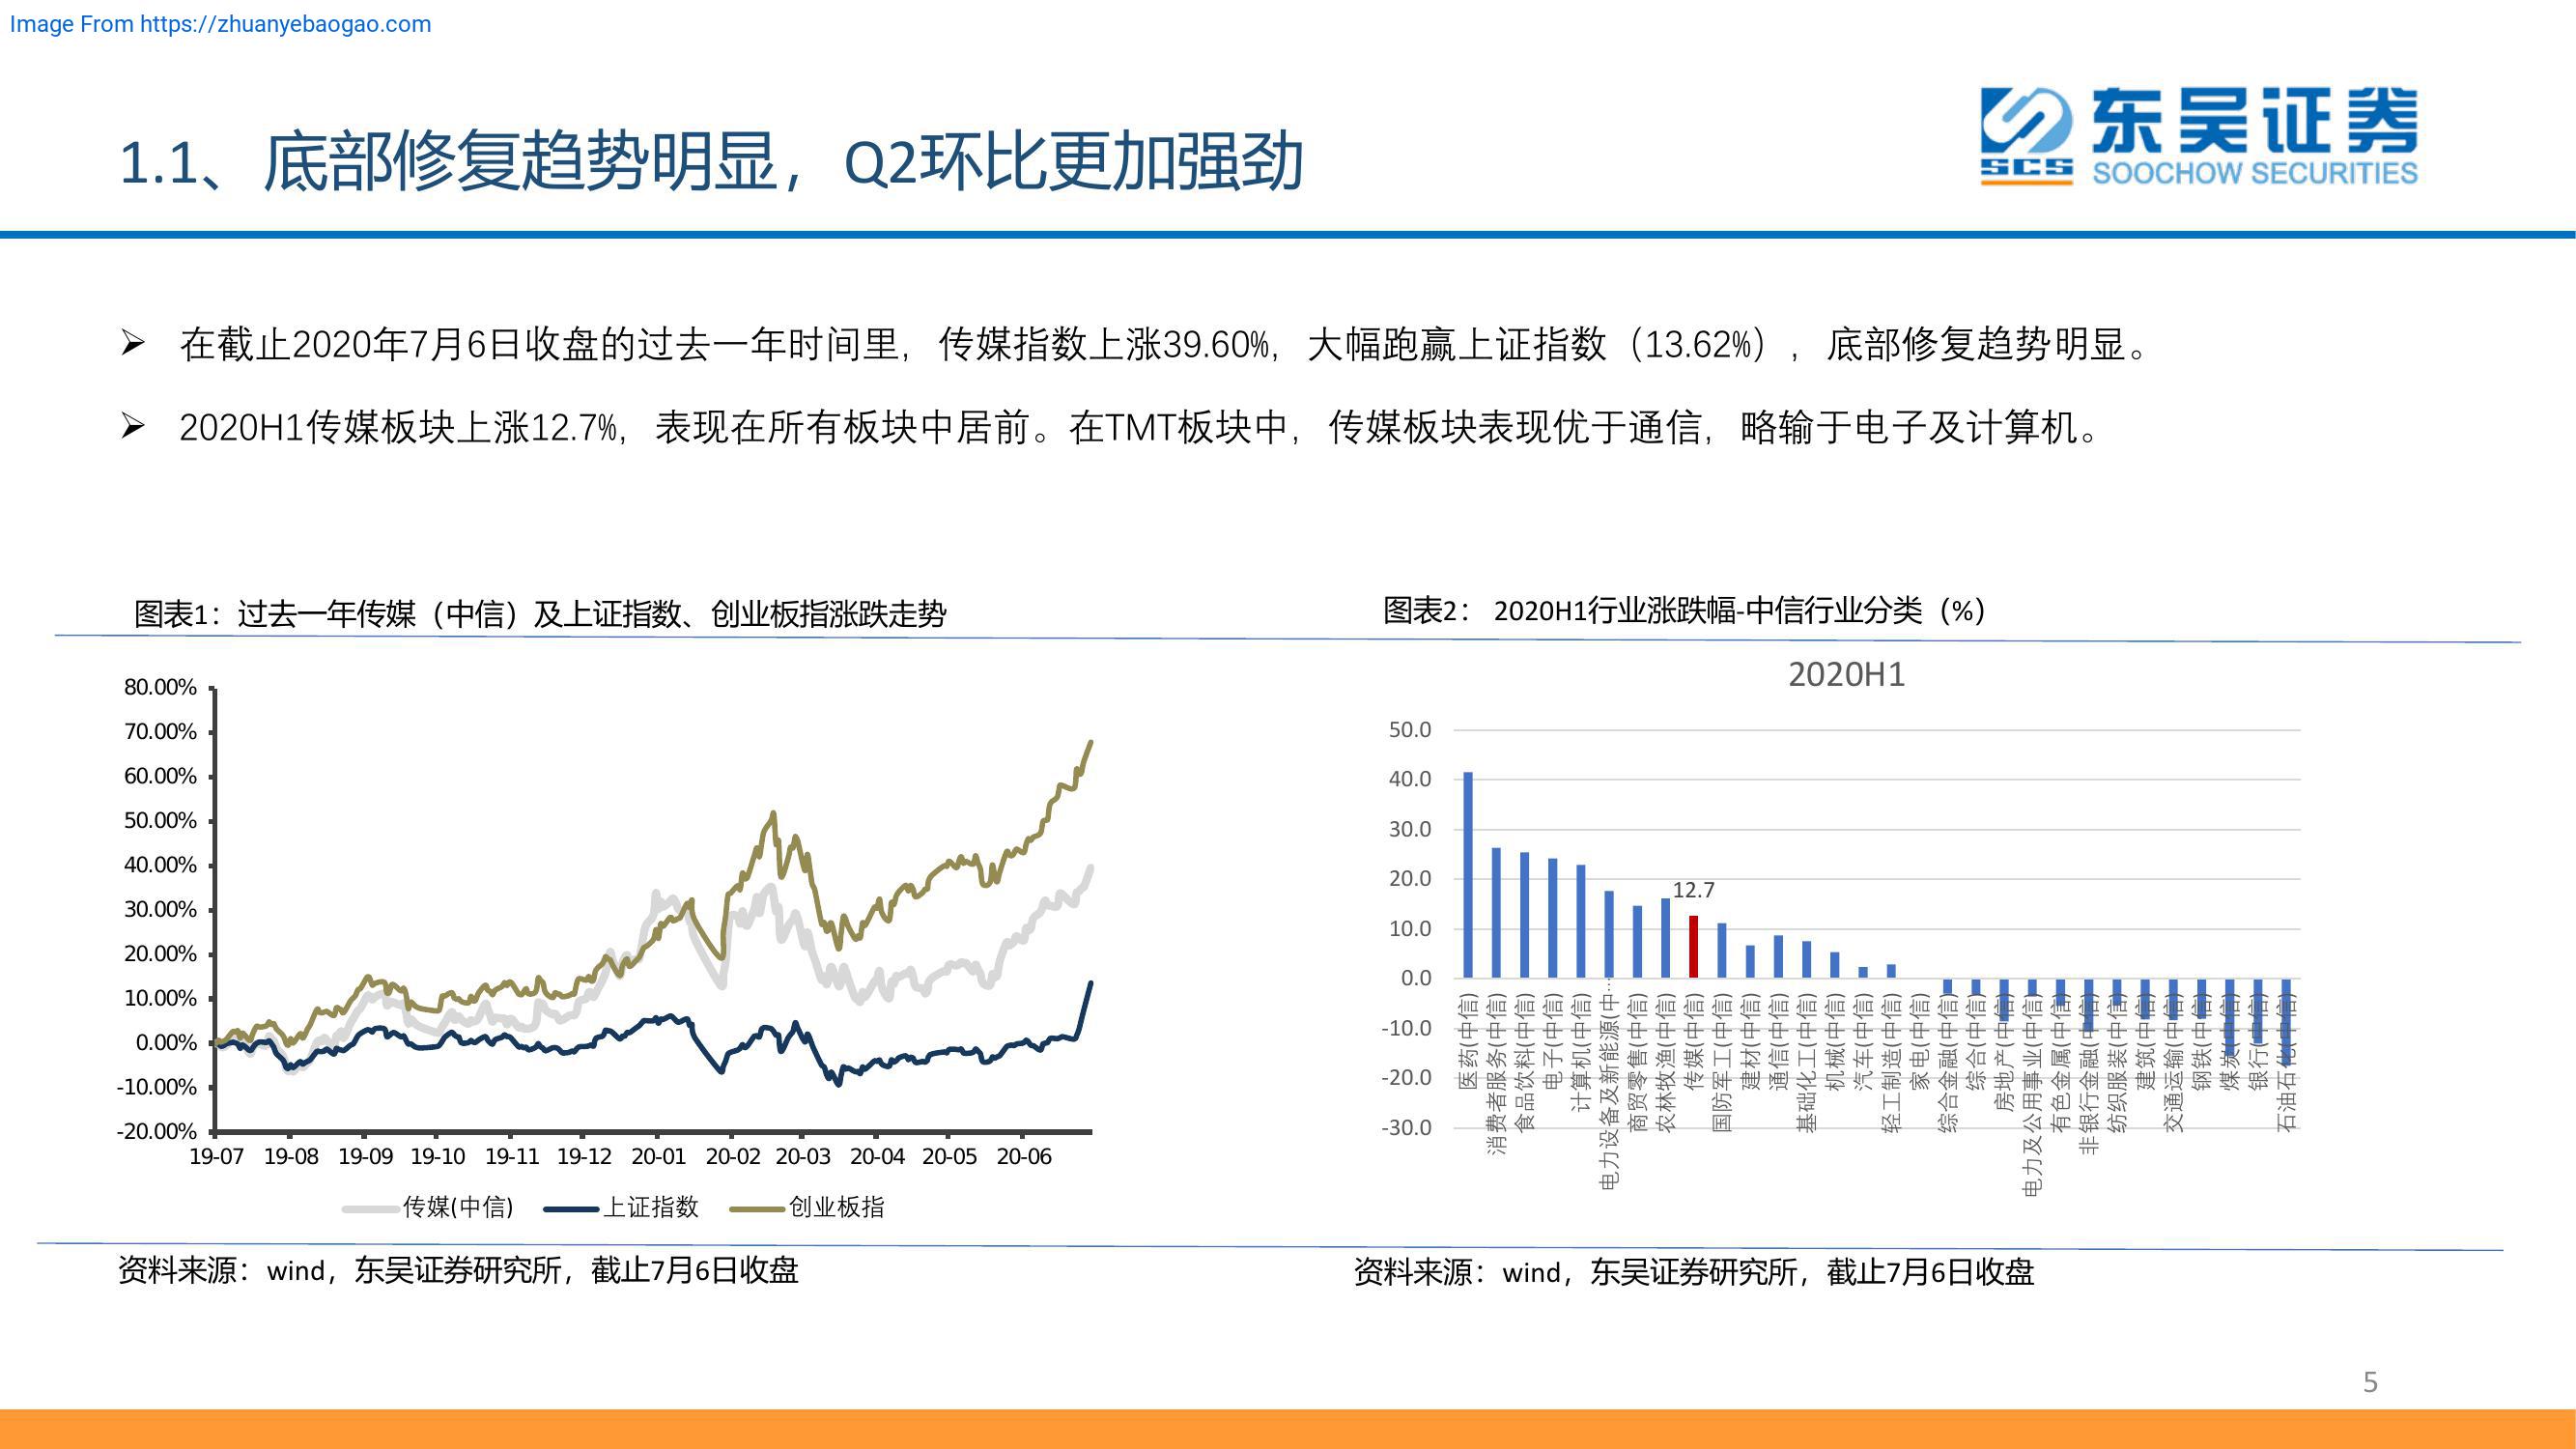 Image From https://zhuanyebaogao.com
1.1、底部修复趋势明显，Q2环比更加强劲
东吴证券
SCS
SOOCHOW SECURITIES
➢ 在截止2020年7月6日收盘的过去一年时间里，传媒指数上涨39.60%，大幅跑赢上证指数（13.62%），底部修复趋势明显。
➢ 2020H1传媒板块上涨12.7%，表现在所有板块中居前。在TMT板块中，传媒板块表现优于通信，略输于电子及计算机。
图表1：过去一年传媒（中信）及上证指数、创业板指涨跌走势
80.00%
70.00%
60.00%
50.00%
40.00%
30.00%
20.00%
10.00%
0.00%
-10.00%
-20.00%
19-07 19-08 19-09 19-10 19-11 19-12 20-01 20-02 20-03 20-04 20-05 20-06
传媒(中信) 上证指数 创业板指
资料来源：wind，东吴证券研究所，截止7月6日收盘
图表2： 2020H1行业涨跌幅-中信行业分类（%）
2020H1
50.0
40.0
30.0
20.0
10.0
0.0
-10.0
-20.0
-30.0
12.7
医药(中信)
消费者服务(中信)
食品饮料(中信)
电子(中信)
计算机(中信)
电力设备及新能源(中…
商贸零售(中信)
农林牧渔(中信)
传媒(中信)
国防军工(中信)
建材(中信)
通信(中信)
基础化工(中信)
机械(中信)
汽车(中信)
轻工制造(中信)
家电(中信)
综合金融(中信)
综合(中信)
房地产(中信)
电力及公用事业(中信)
有色金属(中信)
非银行金融(中信)
纺织服装(中信)
建筑(中信)
交通运输(中信)
钢铁(中信)
煤炭(中信)
银行(中信)
石油石化(中信)
资料来源：wind，东吴证券研究所，截止7月6日收盘
5